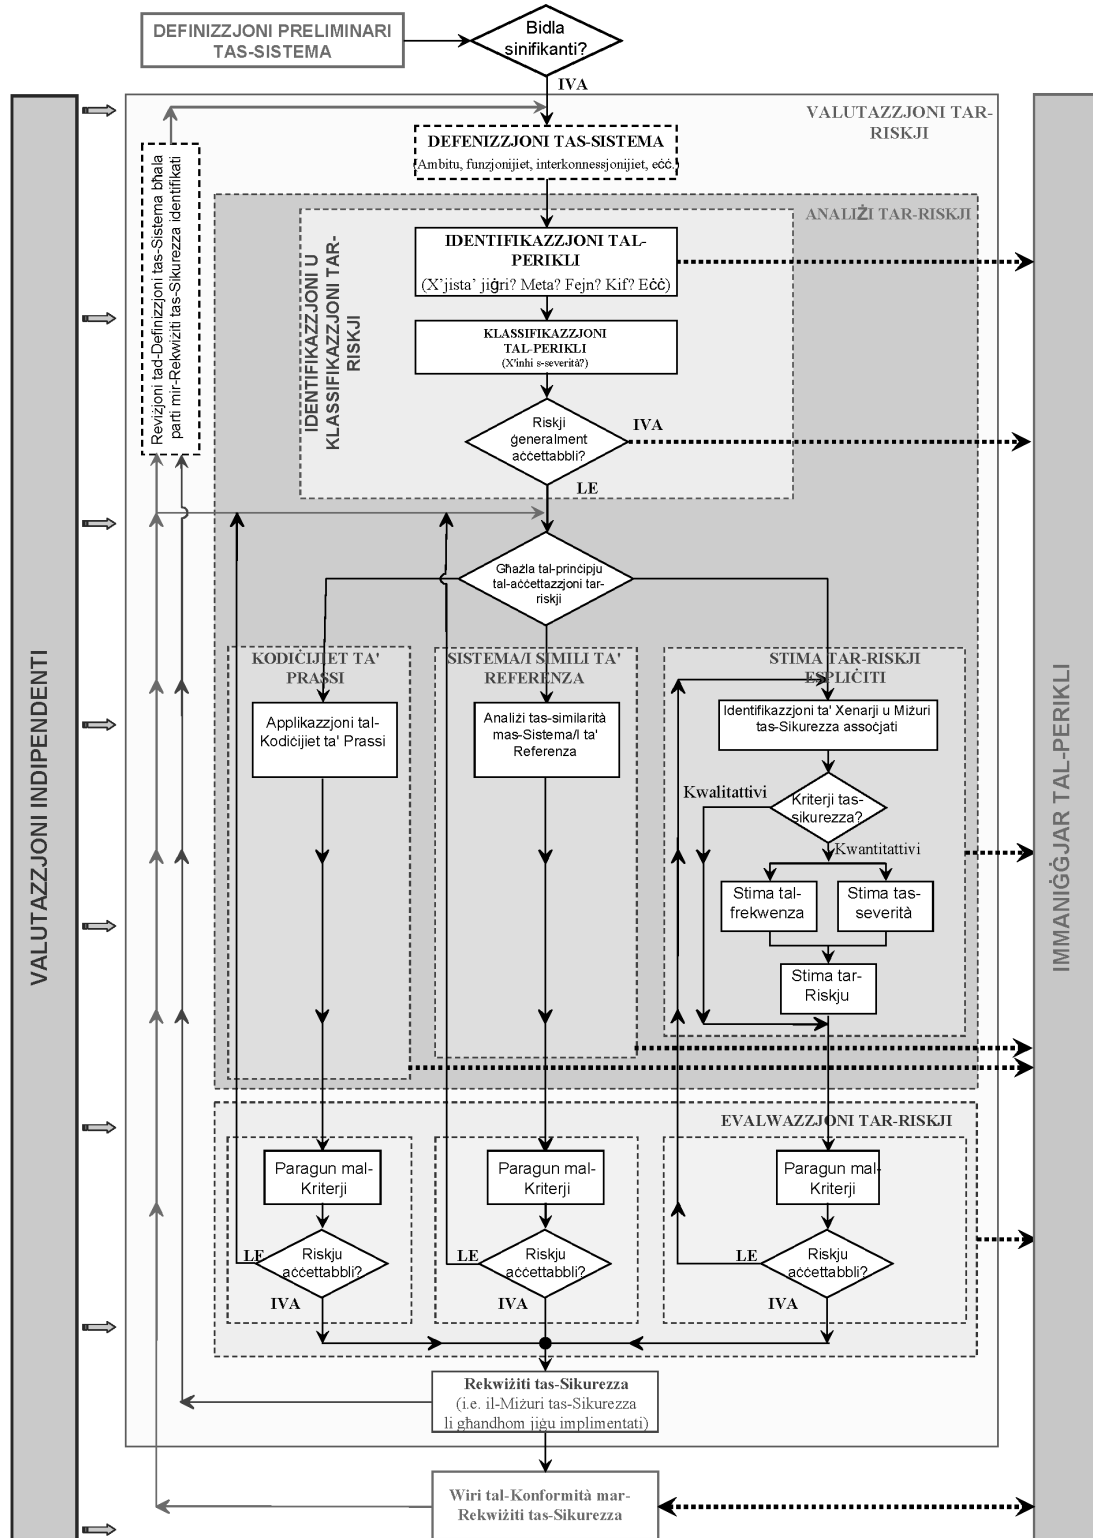 DEFINIZZJONI PRELIMINARI
TAS-SISTEMA
Bidla
sinifikanti?
IVA
VALUTAZZJONI TAR-
RISKJI
DEFENIZZJONI TAS-SISTEMA
(Ambitu, funzjonijiet, interkonnessjonijiet, eċċ.)
Reviżjoni tad-Definizzjoni tas-Sistema bħala
parti mir-Rekwiżiti tas-Sikurezza identifikati
ANALIŻI TAR-RISKJI
IDENTIFIKAZZJONI U
KLASSIFIKAZZJONI TAR-
RISKJI
IDENTIFIKAZZJONI TAL-
PERIKLI
(X'jista' jiġri? Meta? Fejn? Kif? Eċċ)
KLASSIFIKAZZJONI
TAL-PERIKLI
(X'inhi s-severità?)
Riskji
ġeneralment
aċċettabbli?
IVA
LE
Għażla tal-prinċipju
tal-aċċettazzjoni tar-
riskji
KODIĊIJIET TA'
PRASSI
SISTEMA/I SIMILI TA'
REFERENZA
STIMA TAR-RISKJI
ESPLIĊITI
Applikazzjoni tal-
Kodiċijiet ta' Prassi
Analiżi tas-similarità
mas-Sistema/I ta'
Referenza
Identifikazzjoni ta' Xenarji u Miżuri
tas-Sikurezza assoċjati
Kwalitattivi
Kriterji tas-
sikurezza?
Kwantitattivi
Stima tal-
frekwenza
Stima tas-
severità
Stima tar-
Riskju
VALUTAZZJONI INDIPENDENTI
IMMANIĠĠJAR TAL-PERIKLI
EVALWAZZJONI TAR-RISKJI
Paragun mal-
Kriterji
Paragun mal-
Kriterji
Paragun mal-
Kriterji
LE
Riskju
aċċettabbli?
IVA
LE
Riskju
aċċettabbli?
IVA
LE
Riskju
aċċettabbli?
IVA
Rekwiżiti tas-Sikurezza
(i.e. il-Miżuri tas-Sikurezza
li għandhom jiġu implimentati)
Wiri tal-Konformità mar-
Rekwiżiti tas-Sikurezza